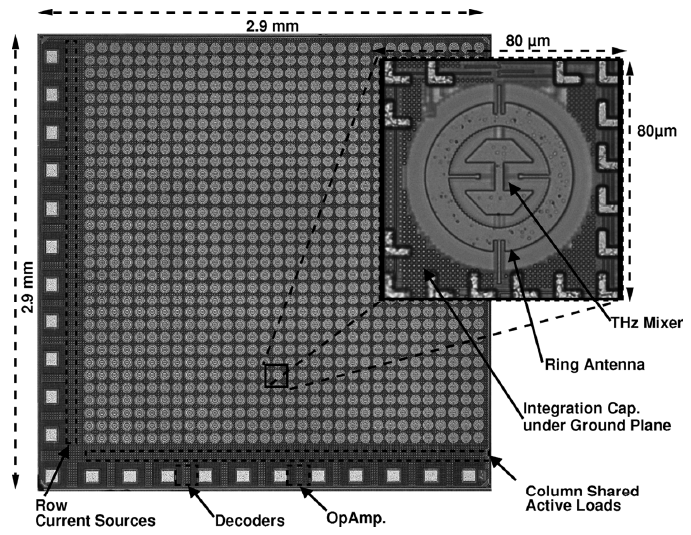 2.9 mm
80 µm
80µm
2.9 mm
THz Mixer
Ring Antenna
Integration Cap.
under Ground Plane
Column Shared
Active Loads
Row
Current Sources
Decoders
OpAmp.